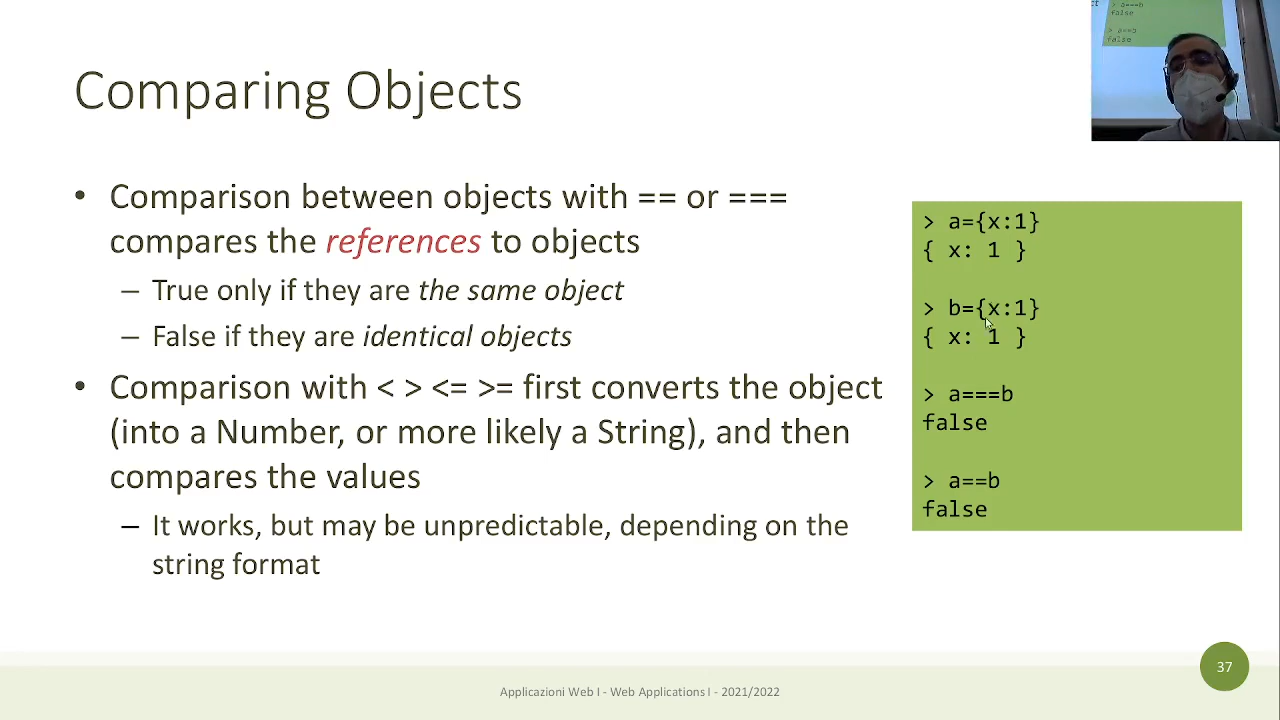 Comparing Objects
• Comparison between objects with == or ===
compares the references to objects
– True only if they are the same object
– False if they are identical objects
• Comparison with < > <= >= first converts the object
(into a Number, or more likely a String), and then
compares the values
– It works, but may be unpredictable, depending on the
string format
> a={x:1}
{ x: 1 }
> b={x:1}
{ x: 1 }
> a===b
false
> a==b
false
> a===b
false
> a==b
false
Applicazioni Web I - Web Applications I - 2021/2022
37